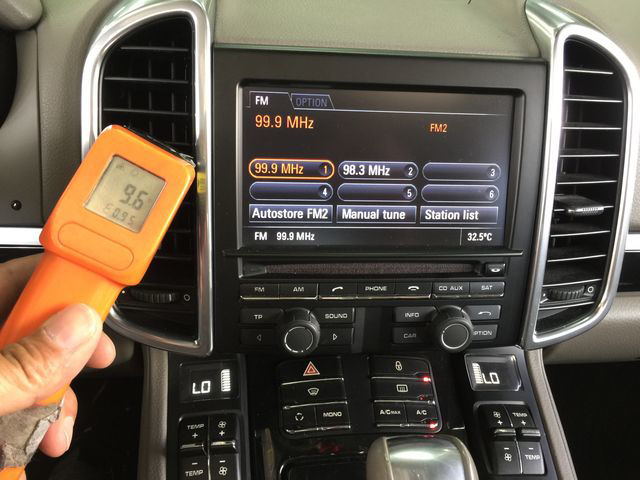 FM OPTION
99.9 MHz FM2
99.9 MHz 1 98.3 MHz 2 3
4 5 6
Autostore FM2 Manual tune Station list
FM 99.9 MHz 32.5°C
9.6
E 0.95
FM AM PHONE CD AUX SAT
TP SOUND INFO
CAR OPTION
LO LO
MONO A/C MAX A/C
TEMP TEMP
TEMP TEMP